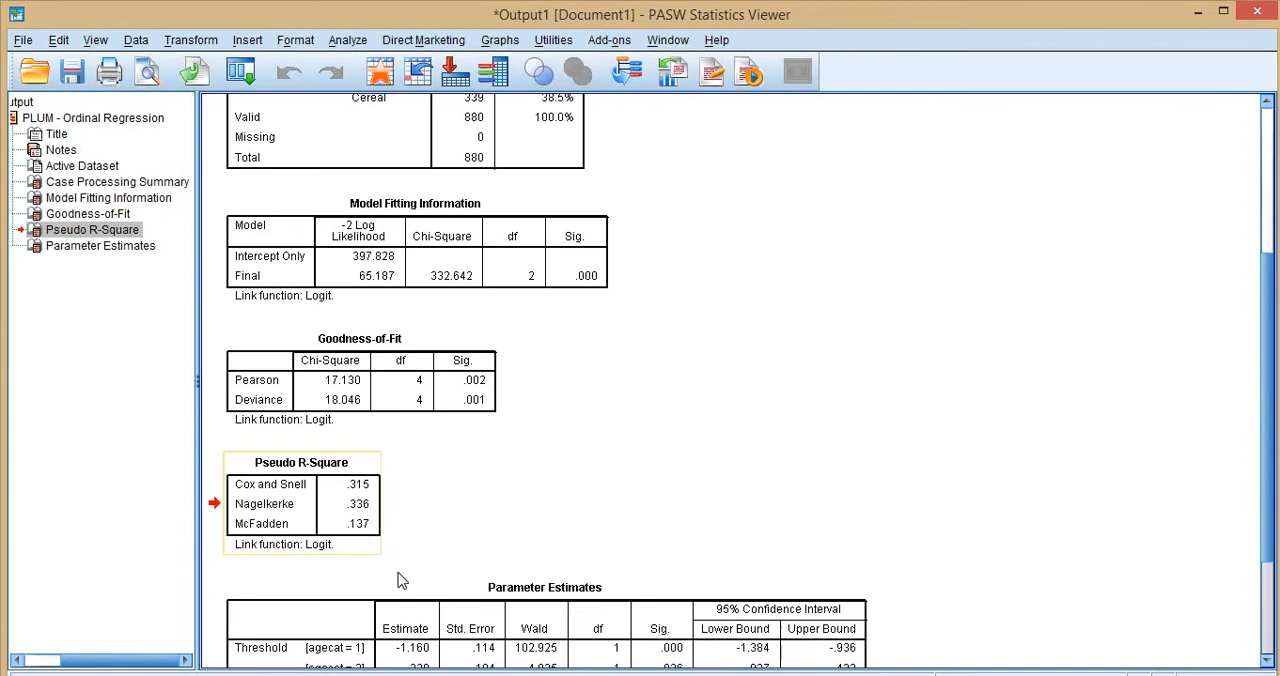 *Output1 [Document1] - PASW Statistics Viewer
File Edit View Data Transform Insert Format Analyze Direct Marketing Graphs Utilities Add-ons Window Help
utput
PLUM - Ordinal Regression
Title
Notes
Active Dataset
Case Processing Summary
Model Fitting Information
Goodness-of-Fit
Pseudo R-Square
Parameter Estimates
Cereal 339 38.5%
Valid 880 100.0%
Missing 0
Total 880
Model Fitting Information
Model -2 Log Likelihood Chi-Square df Sig.
Intercept Only 397.828
Final 65.187 332.642 2 .000
Link function: Logit.
Goodness-of-Fit
Chi-Square df Sig.
Pearson 17.130 4 .002
Deviance 18.046 4 .001
Link function: Logit.
Pseudo R-Square
Cox and Snell .315
Nagelkerke .336
McFadden .137
Link function: Logit.
Parameter Estimates
95% Confidence Interval
Estimate Std. Error Wald df Sig. Lower Bound Upper Bound
Threshold [agecat = 1] -1.160 .114 102.925 1 .000 -1.384 -.936